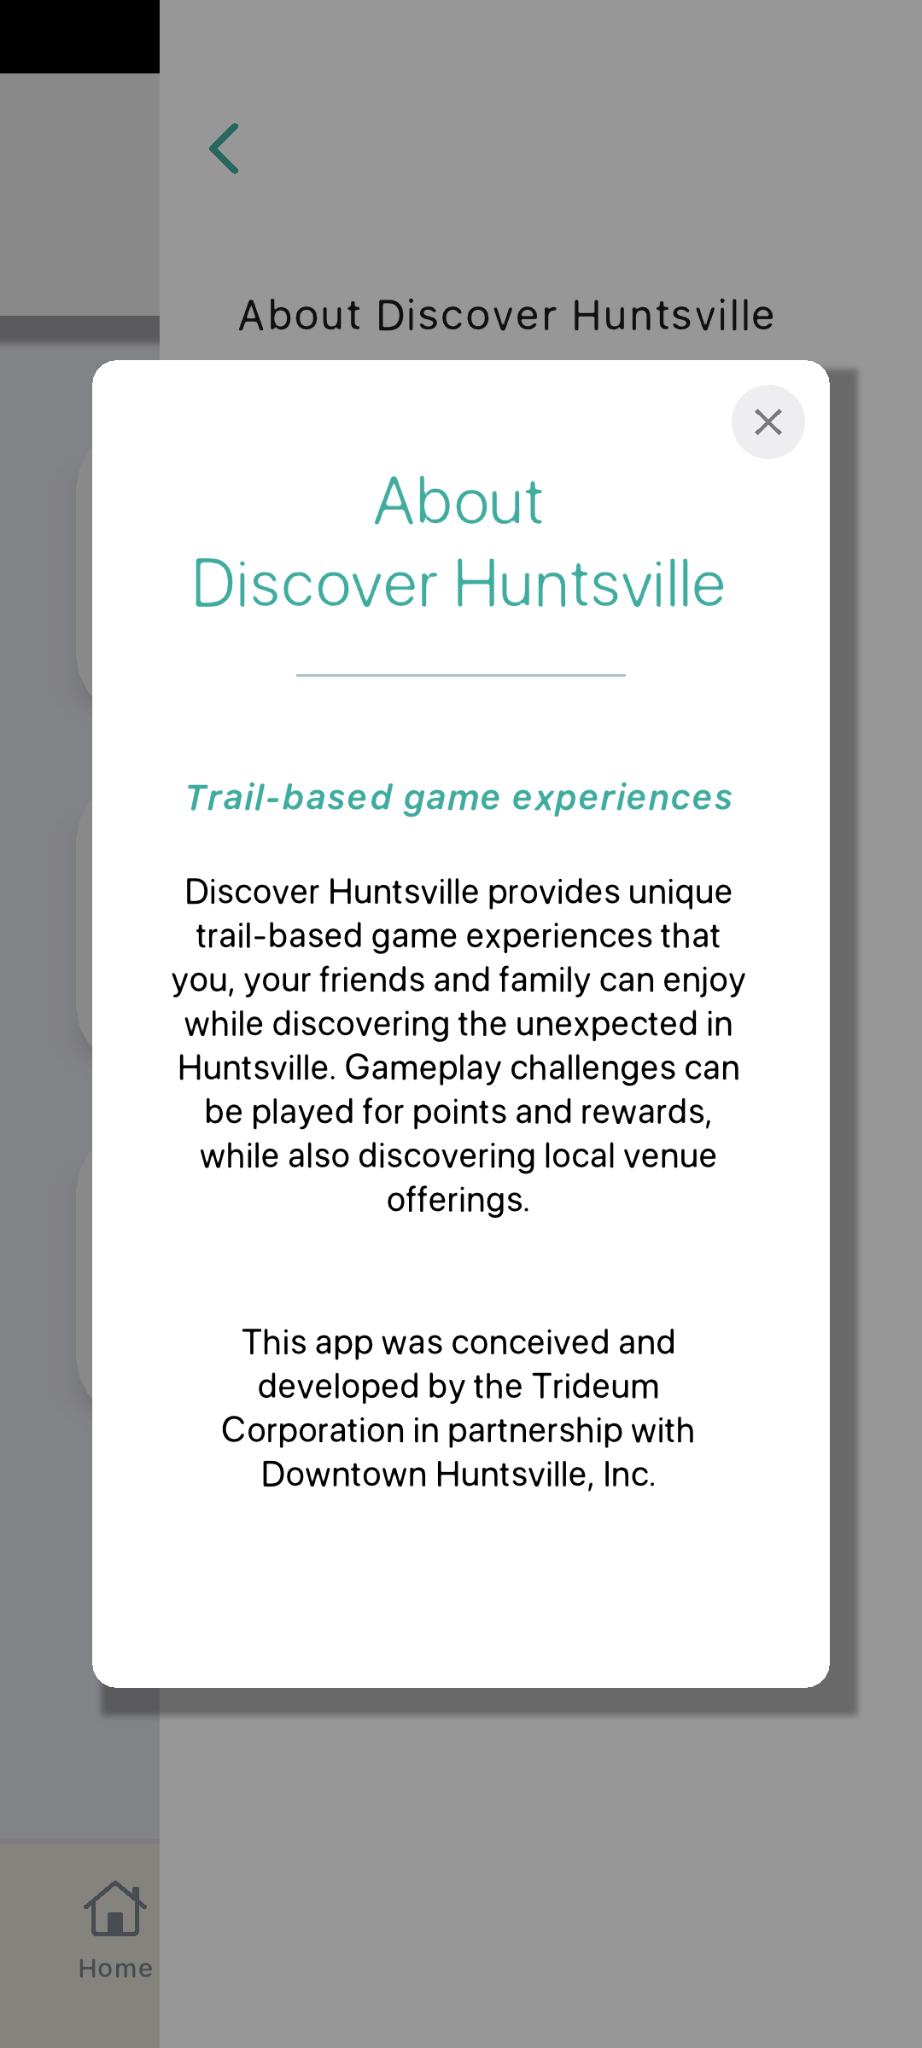 About Discover Huntsville
About
Discover Huntsville
Trail-based game experiences
Discover Huntsville provides unique
trail-based game experiences that
you, your friends and family can enjoy
while discovering the unexpected in
Huntsville. Gameplay challenges can
be played for points and rewards,
while also discovering local venue
offerings.
This app was conceived and
developed by the Trideum
Corporation in partnership with
Downtown Huntsville, Inc.
Home